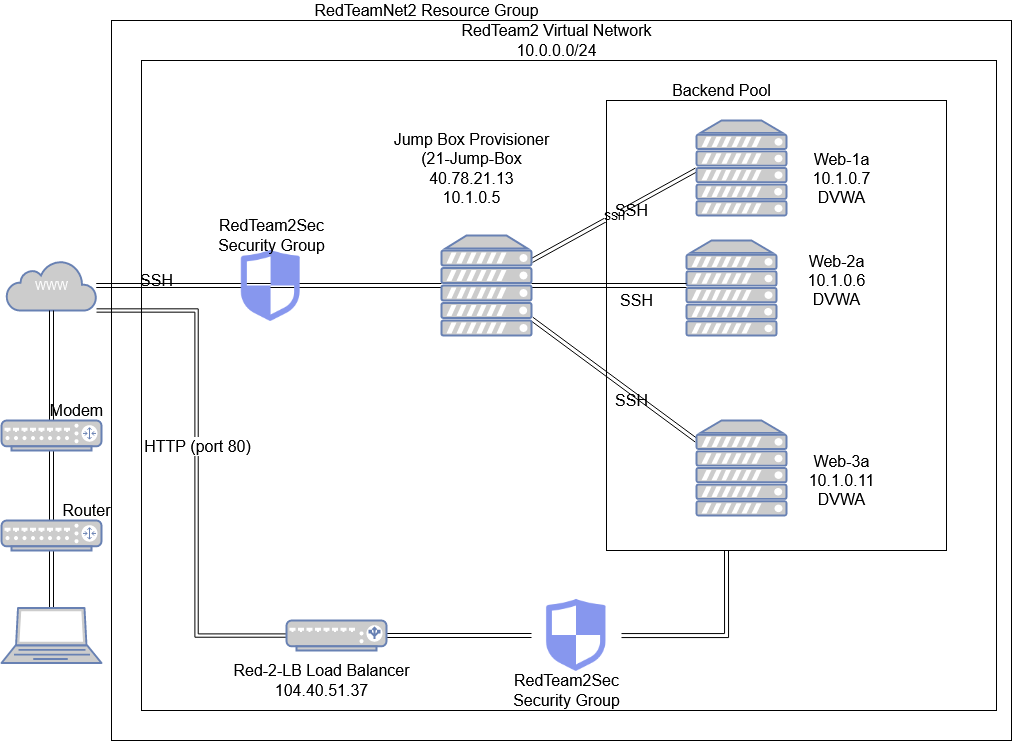 RedTeamNet2 Resource Group
RedTeam2 Virtual Network
10.0.0.0/24
Backend Pool
Jump Box Provisioner
(21-Jump-Box
40.78.21.13
10.1.0.5
Web-1a
10.1.0.7
DVWA
SSH
SSH
RedTeam2Sec
Security Group
Web-2a
10.1.0.6
DVWA
SSH
WWW
SSH
SSH
Modem
HTTP (port 80)
Web-3a
10.1.0.11
DVWA
Router
Red-2-LB Load Balancer
104.40.51.37
RedTeam2Sec
Security Group